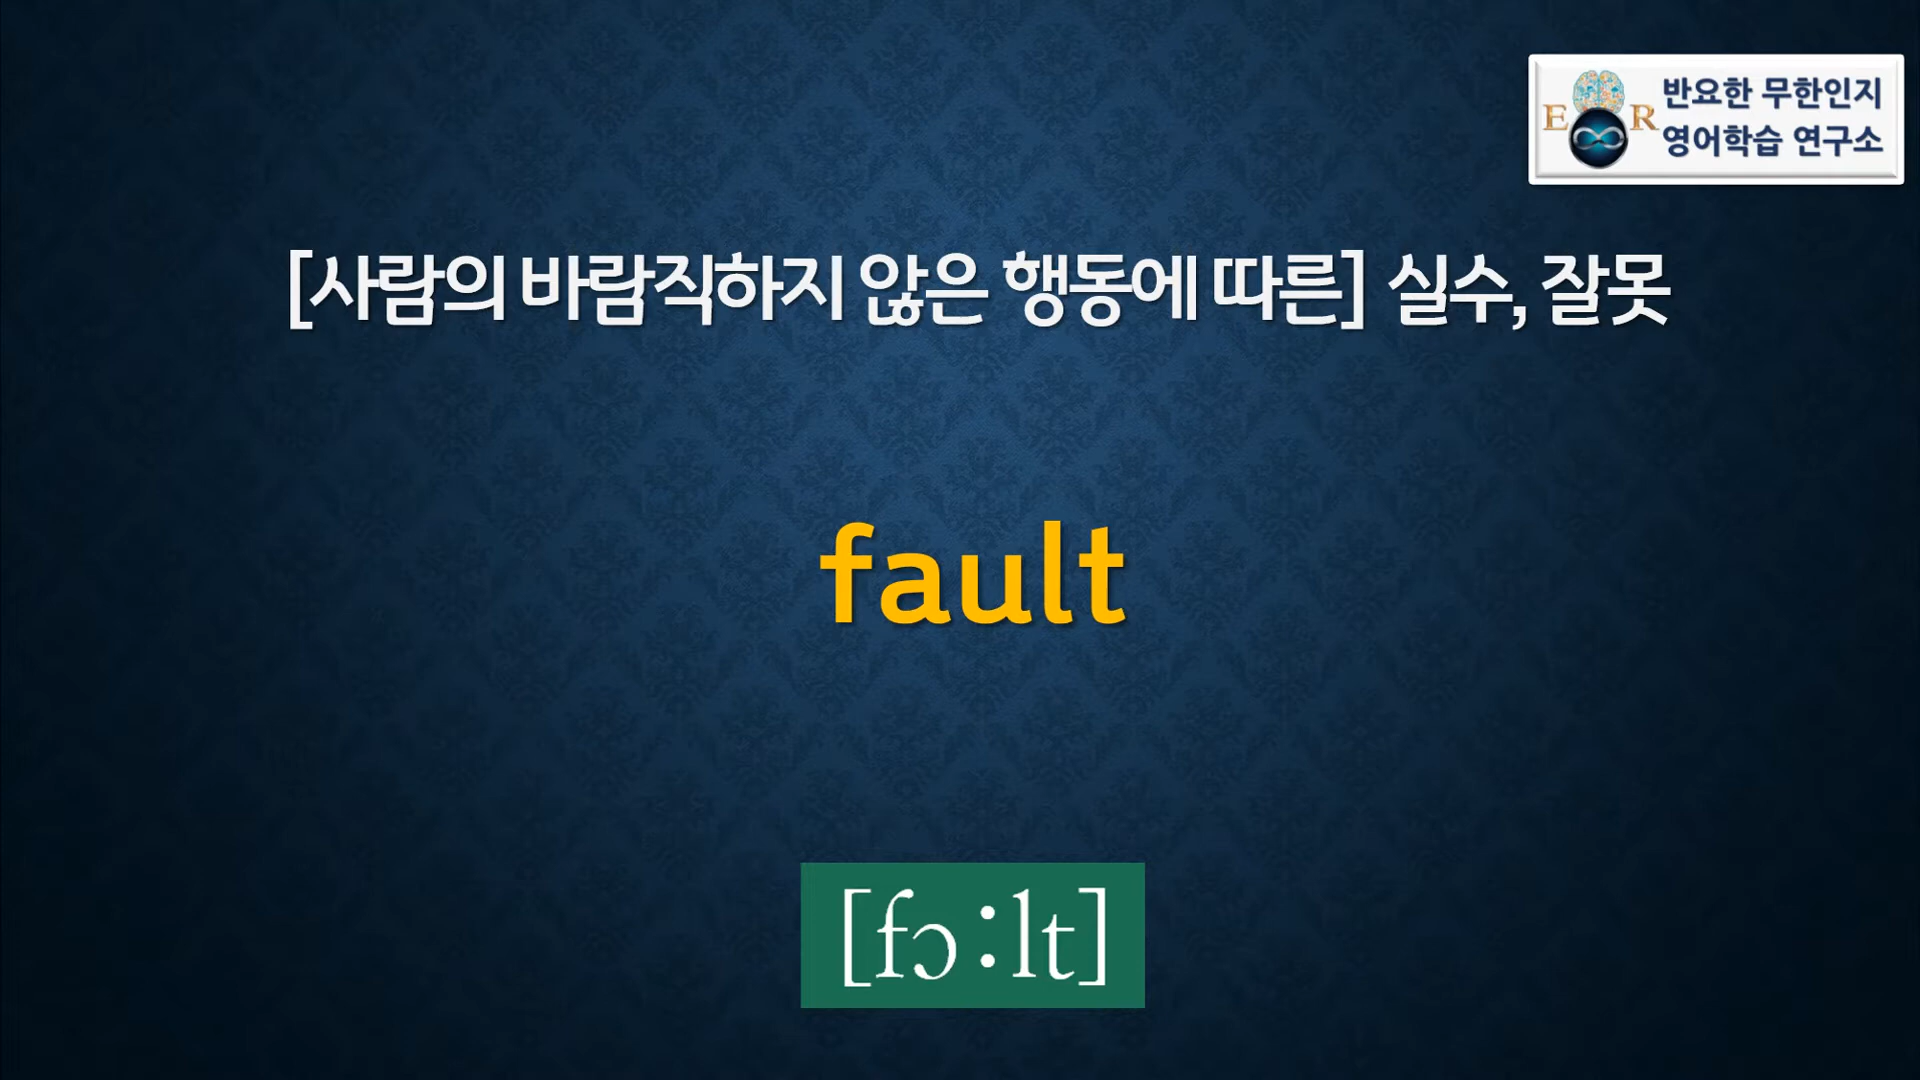 E R 반요한 무한인지
영어학습 연구소
[사람의 바람직하지 않은 행동에 따른] 실수, 잘못
fault
[fɔ:lt]